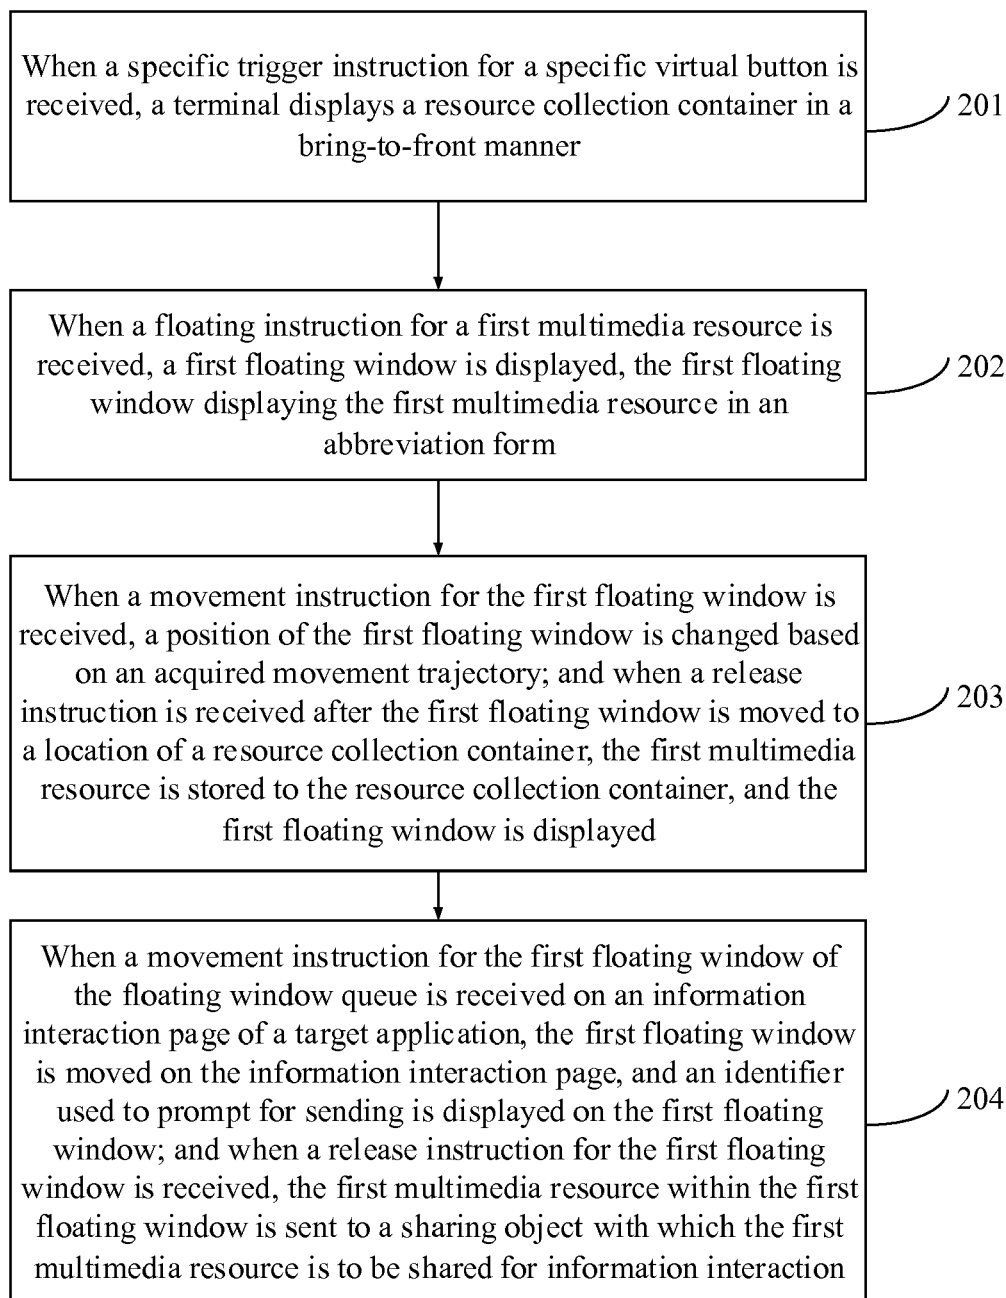 When a specific trigger instruction for a specific virtual button is
received, a terminal displays a resource collection container in a
bring-to-front manner
201
When a floating instruction for a first multimedia resource is
received, a first floating window is displayed, the first floating
window displaying the first multimedia resource in an
abbreviation form
202
When a movement instruction for the first floating window is
received, a position of the first floating window is changed based
on an acquired movement trajectory; and when a release
instruction is received after the first floating window is moved to
a location of a resource collection container, the first multimedia
resource is stored to the resource collection container, and the
first floating window is displayed
203
When a movement instruction for the first floating window of
the floating window queue is received on an information
interaction page of a target application, the first floating window
is moved on the information interaction page, and an identifier
used to prompt for sending is displayed on the first floating
window; and when a release instruction for the first floating
window is received, the first multimedia resource within the first
floating window is sent to a sharing object with which the first
multimedia resource is to be shared for information interaction
204